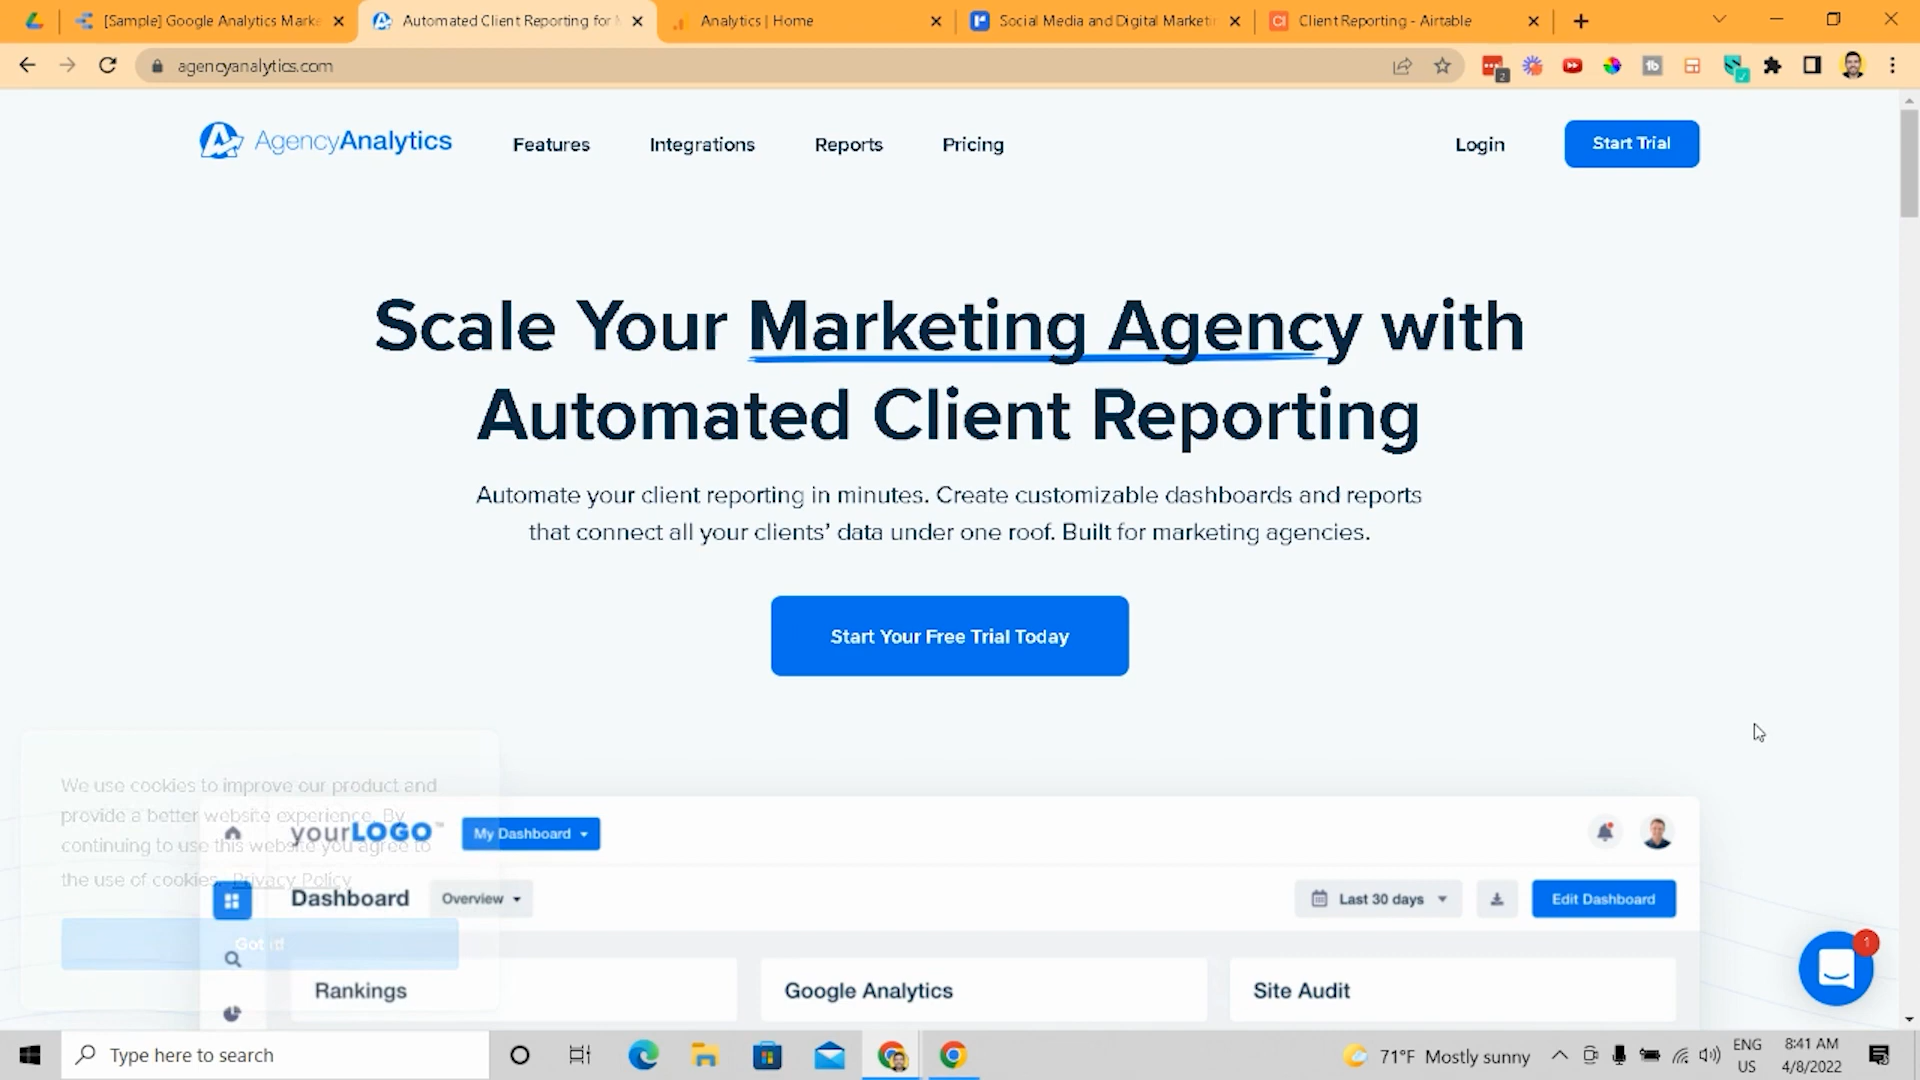 [Sample] Google Analytics Marke
Automated Client Reporting for
Analytics | Home
Social Media and Digital Marketi
Client Reporting - Airtable
agencyanalytics.com
2
tb
AgencyAnalytics
Features
Integrations
Reports
Pricing
Login
Start Trial
Scale Your Marketing Agency with
Automated Client Reporting
Automate your client reporting in minutes. Create customizable dashboards and reports
that connect all your clients’ data under one roof. Built for marketing agencies.
Start Your Free Trial Today
We use cookies to improve our product and
provide a better website experience. By
continuing to use this website you agree to
the use of cookies. Privacy Policy
Got it!
yourLOGO™
My Dashboard
Dashboard
Overview
Last 30 days
Edit Dashboard
Rankings
Google Analytics
Site Audit
1
Type here to search
71°F Mostly sunny
ENG
US
8:41 AM
4/8/2022